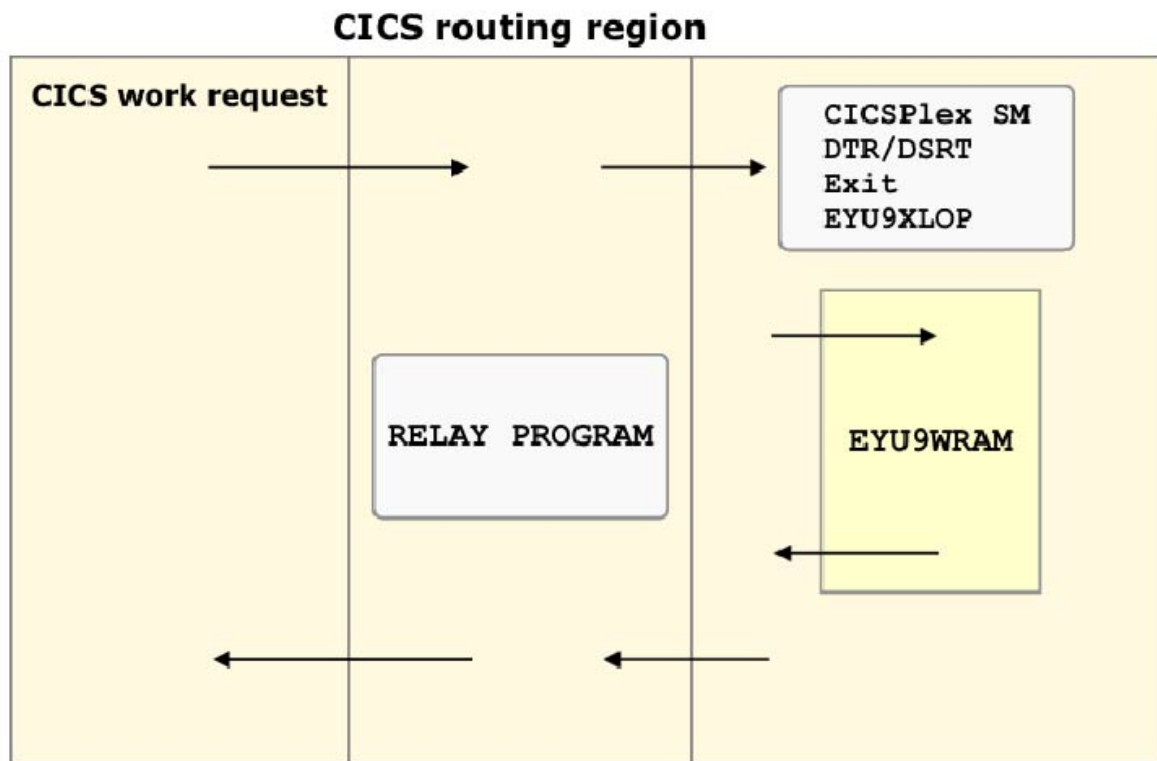 CICS routing region
CICS work request
CICSPlex SM
DTR/DSRT
Exit
EYU9XLOP
RELAY PROGRAM
EYU9WRAM